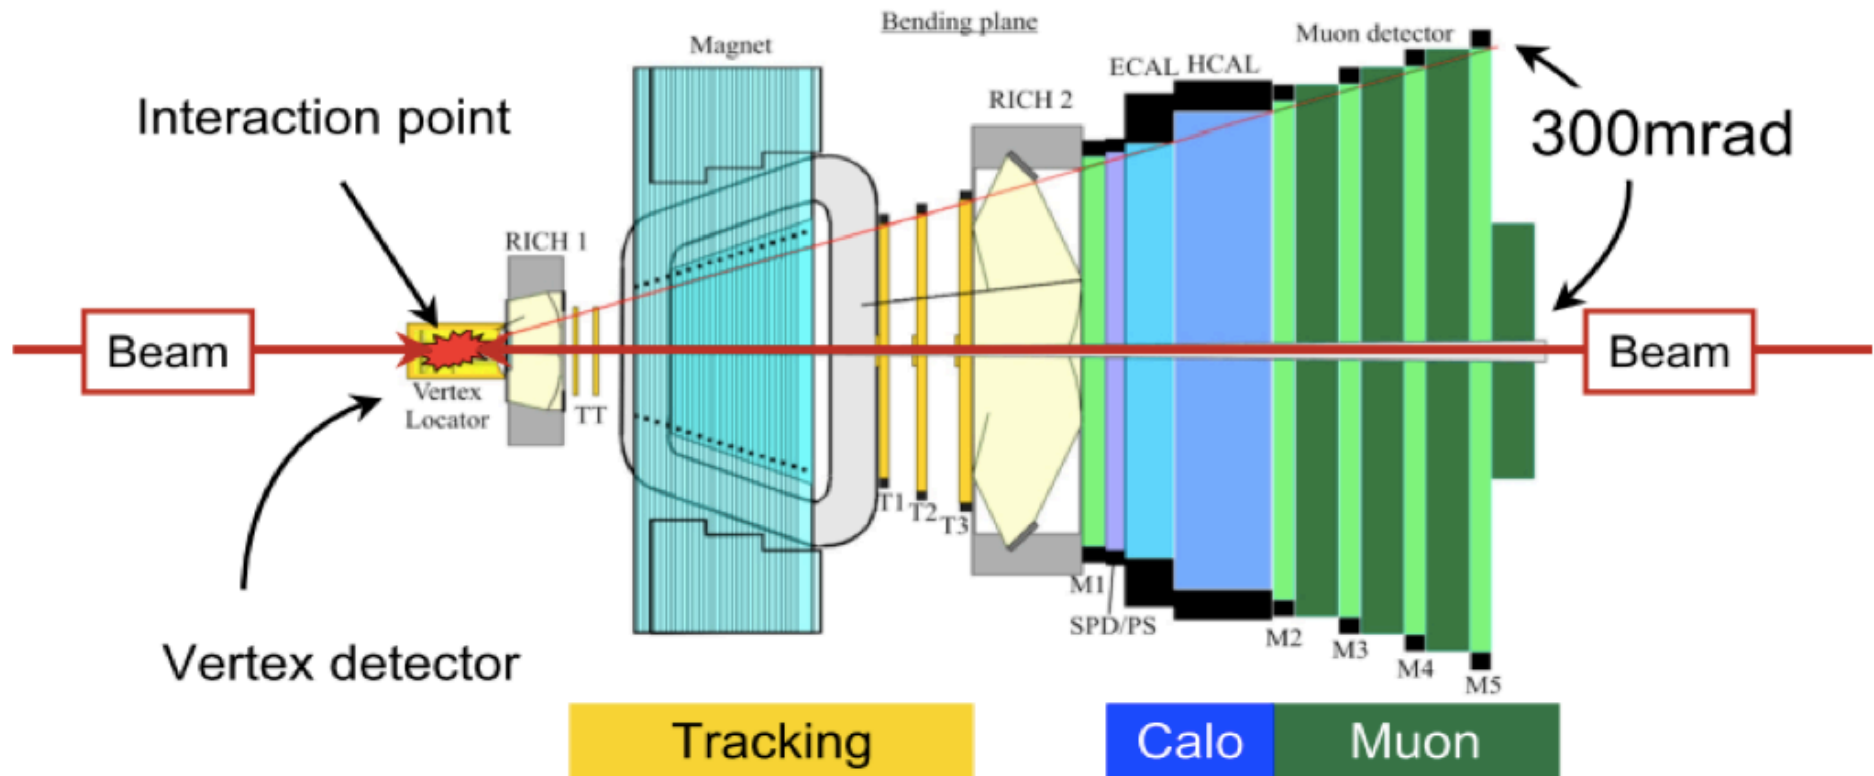 Bending plane
Magnet
Muon detector
ECAL HCAL
RICH 2
Interaction point
300mrad
RICH 1
Beam
Beam
Vertex
Locator
TT
T1
T2
T3
M1
SPD/PS
M2
M3
M4
M5
Vertex detector
Tracking
Calo
Muon